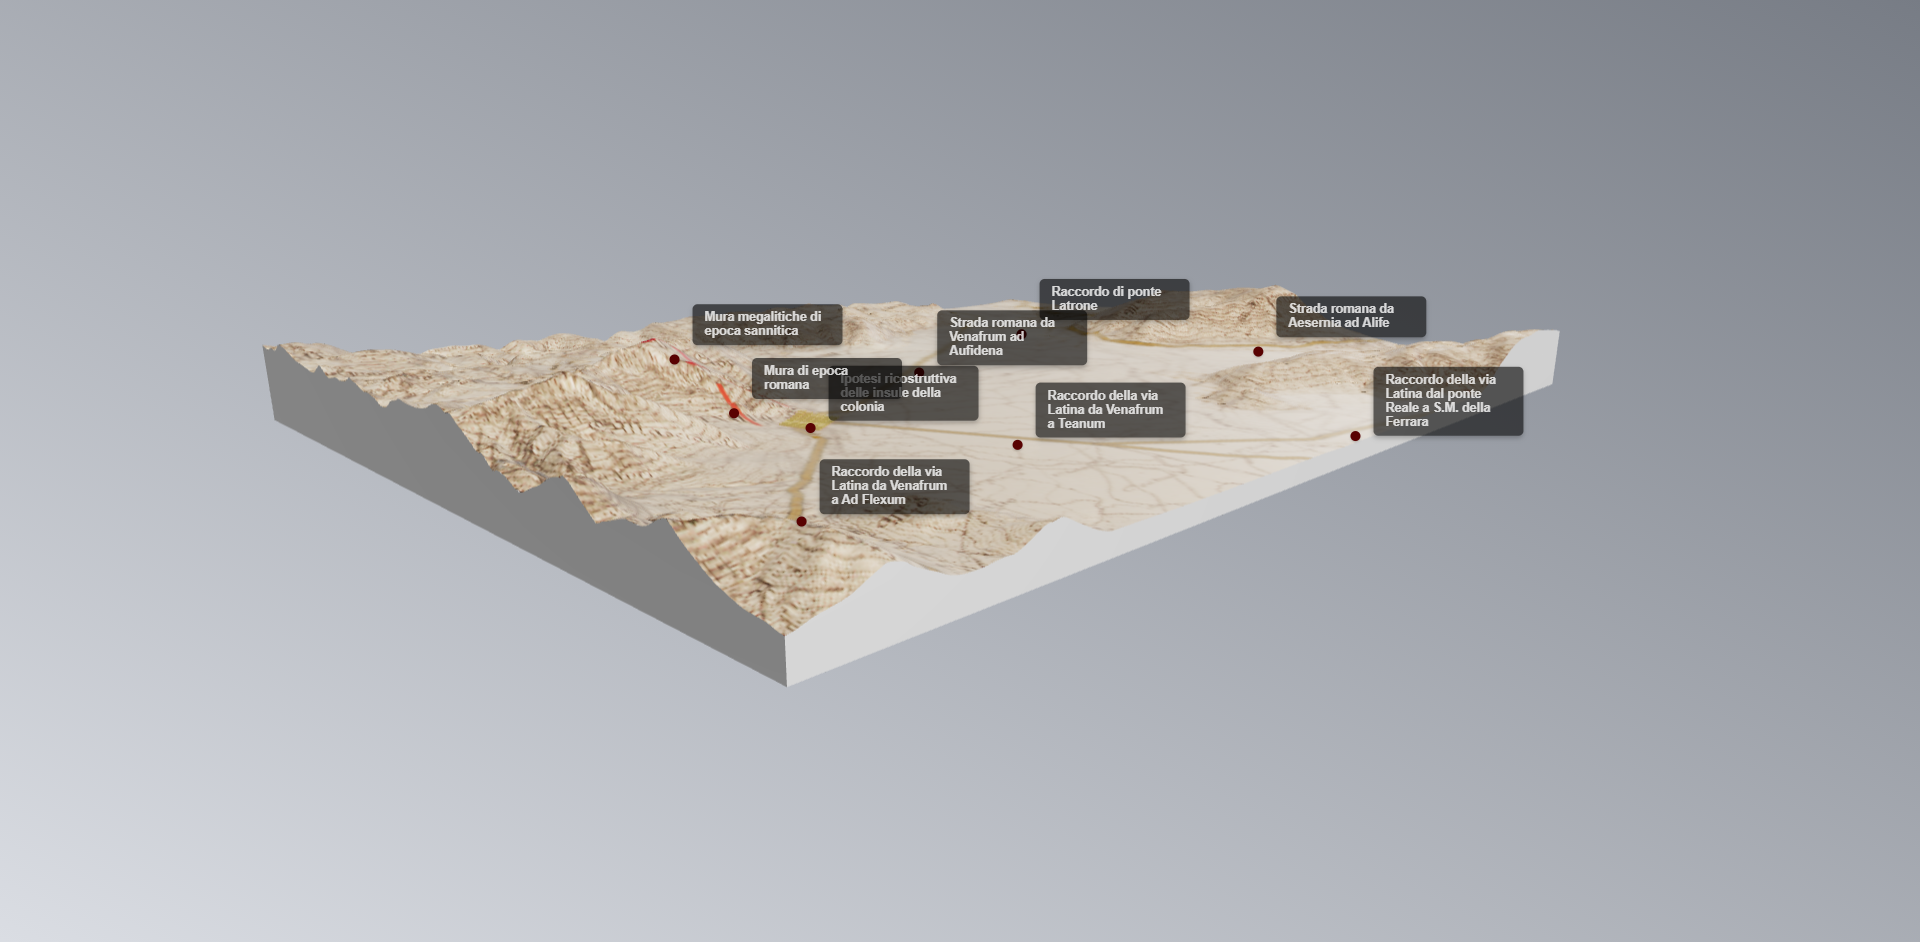 Raccordo di ponte
Latrone
Strada romana da
Aesernia ad Alife
Mura megalitiche di
epoca sannitica
Strada romana da
Venafrum ad
Aufidena
Mura di epoca
romana
Ipotesi ricostruttiva
delle insule della
colonia
Raccordo della via
Latina da Venafrum
a Teanum
Raccordo della via
Latina dal ponte
Reale a S.M. della
Ferrara
Raccordo della via
Latina da Venafrum
a Ad Flexum